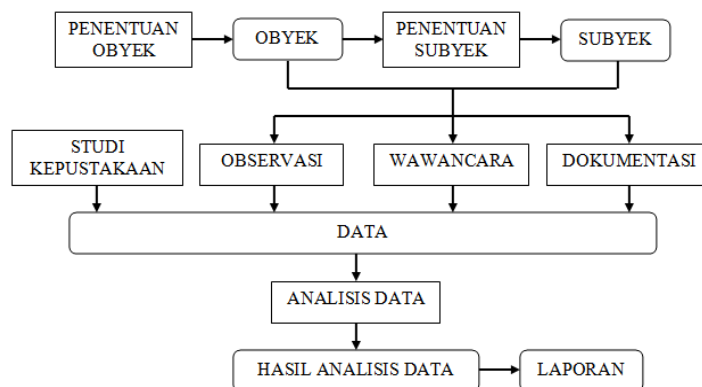 PENENTUAN
OBYEK
OBYEK
PENENTUAN
SUBYEK
SUBYEK
STUDI
KEPUSTAKAAN
OBSERVASI
WAWANCARA
DOKUMENTASI
DATA
ANALISIS DATA
HASIL ANALISIS DATA
LAPORAN